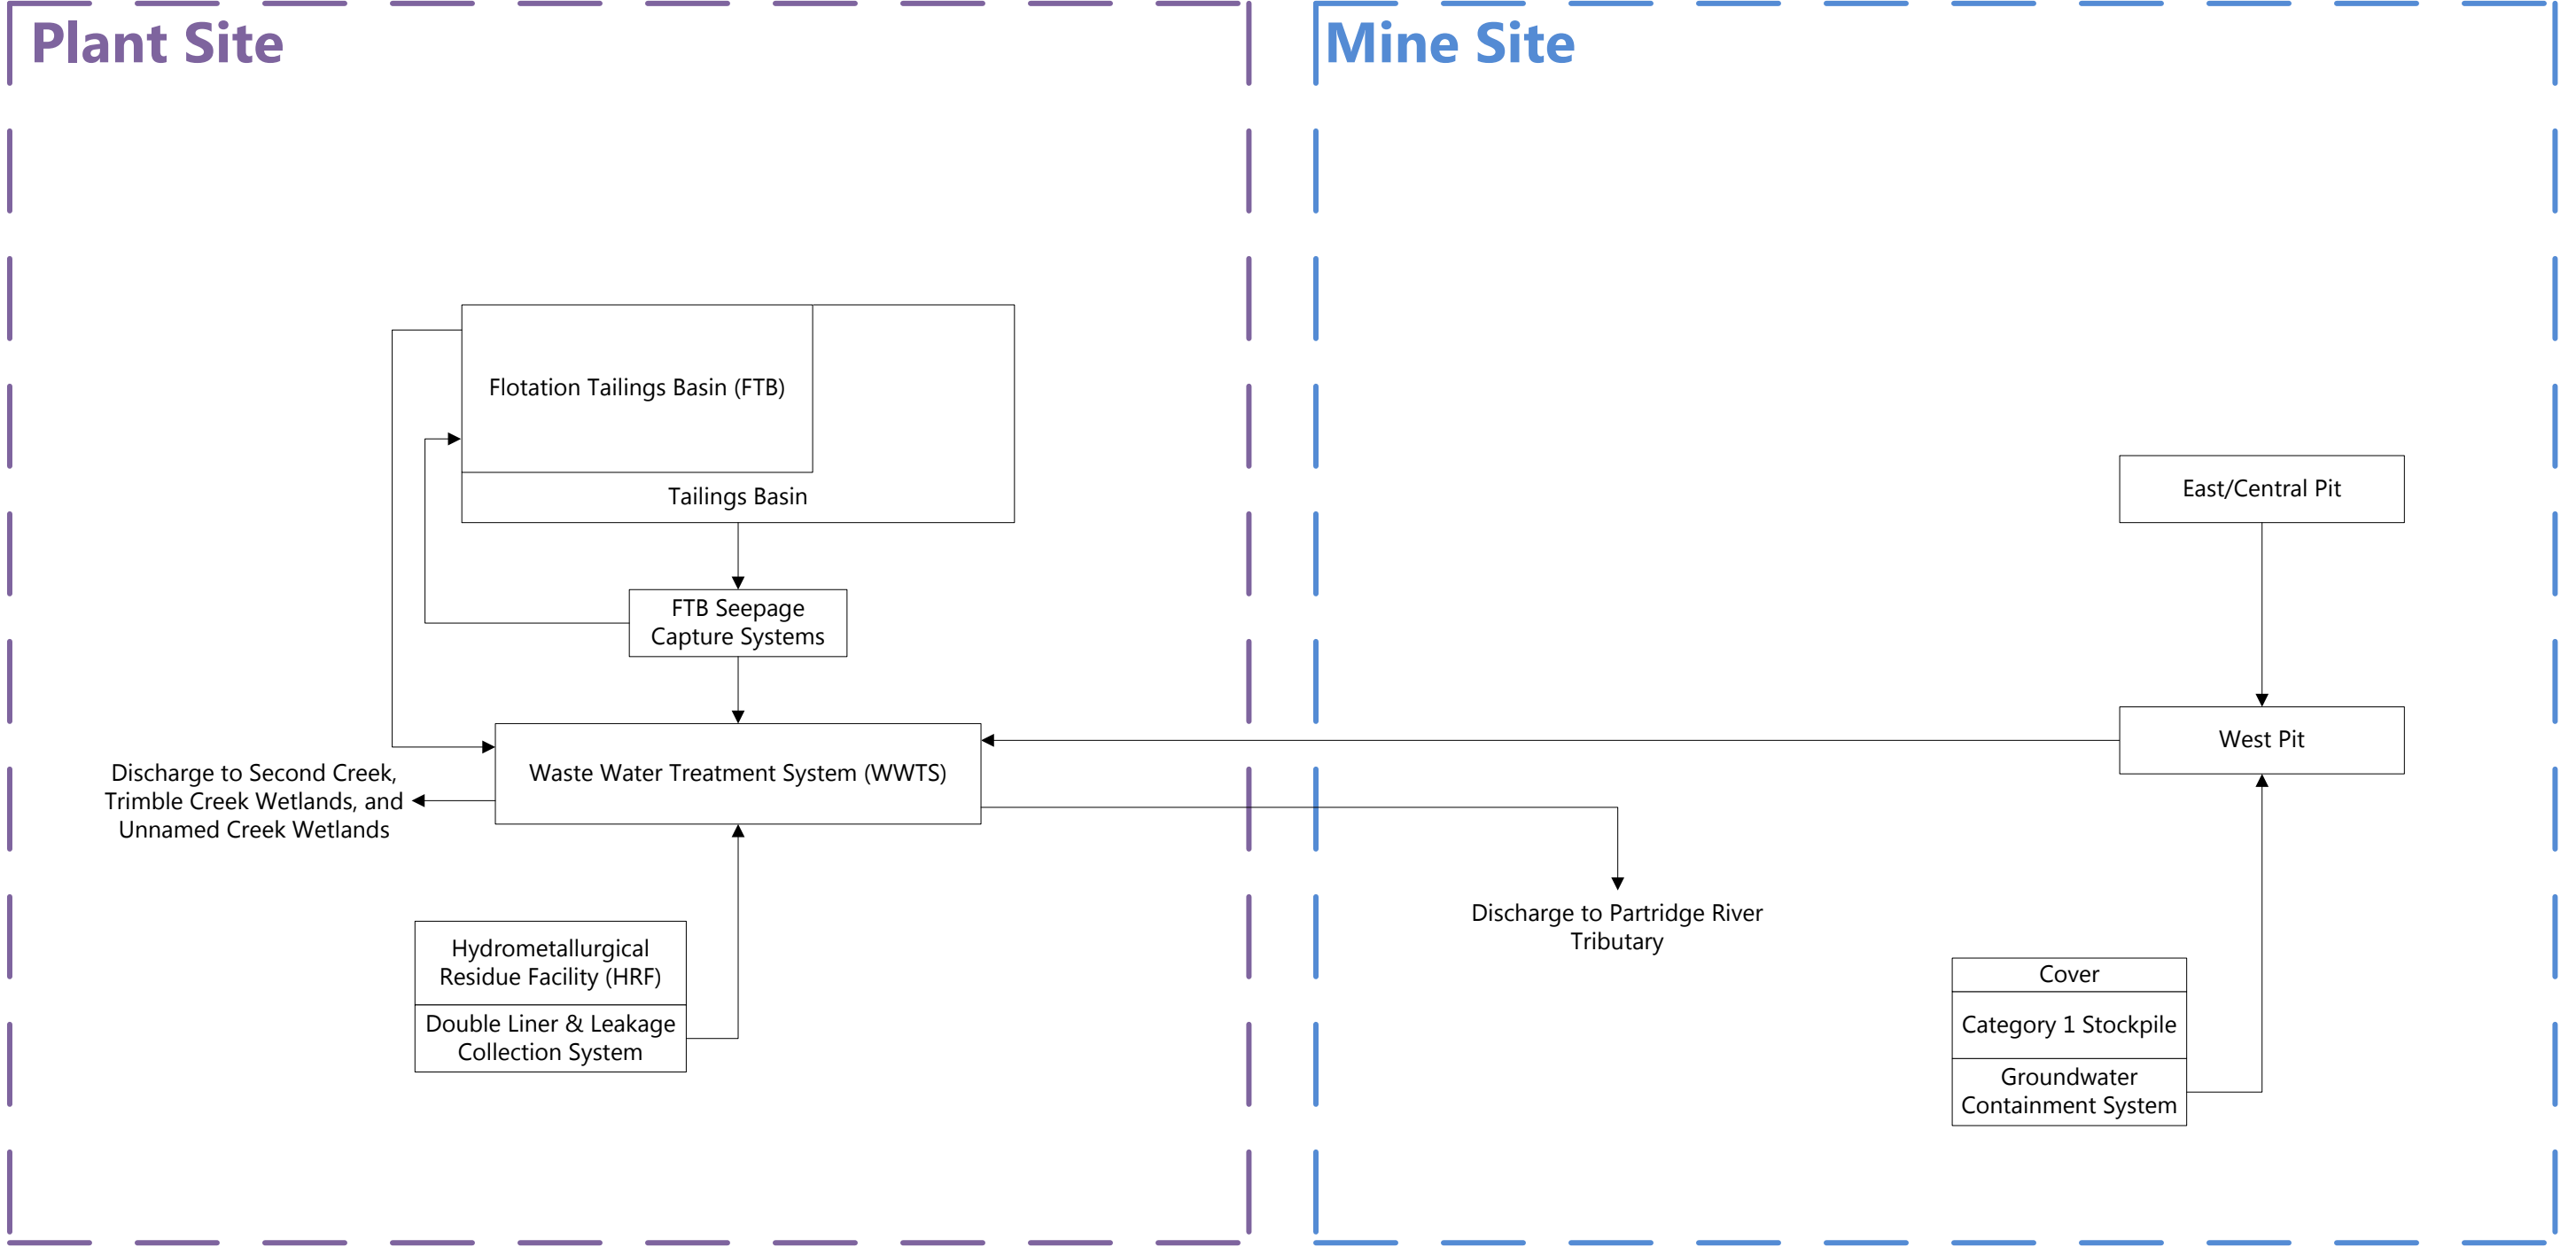 Plant Site
Mine Site
Flotation Tailings Basin (FTB)
Tailings Basin
East/Central Pit
FTB Seepage
Capture Systems
West Pit
Waste Water Treatment System (WWTS)
Discharge to Second Creek,
Trimble Creek Wetlands, and
Unnamed Creek Wetlands
Discharge to Partridge River
Tributary
Hydrometallurgical
Residue Facility (HRF)
Double Liner & Leakage
Collection System
Cover
Category 1 Stockpile
Groundwater
Containment System